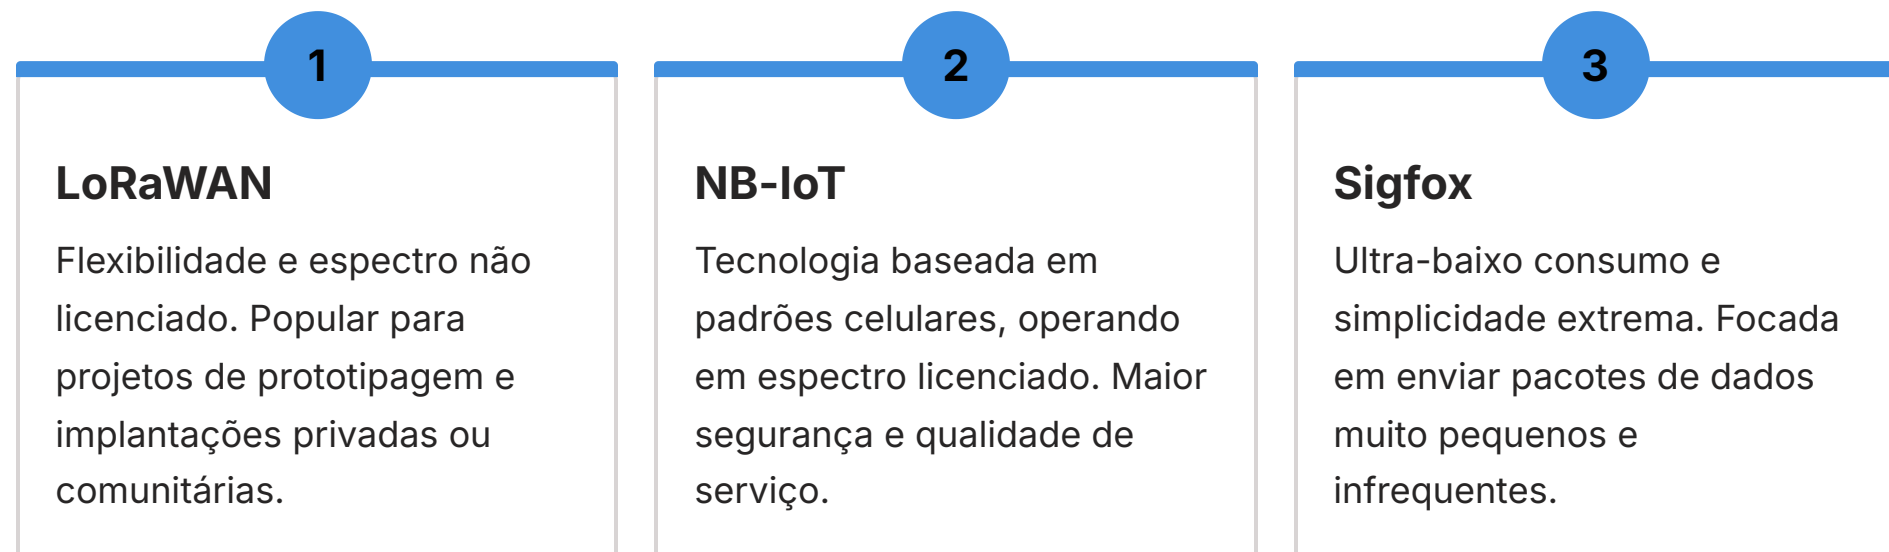 1
LoRaWAN
Flexibilidade e espectro não
licenciado. Popular para
projetos de prototipagem e
implantações privadas ou
comunitárias.
2
NB-IoT
Tecnologia baseada em
padrões celulares, operando
em espectro licenciado. Maior
segurança e qualidade de
serviço.
3
Sigfox
Ultra-baixo consumo e
simplicidade extrema. Focada
em enviar pacotes de dados
muito pequenos e
infrequentes.